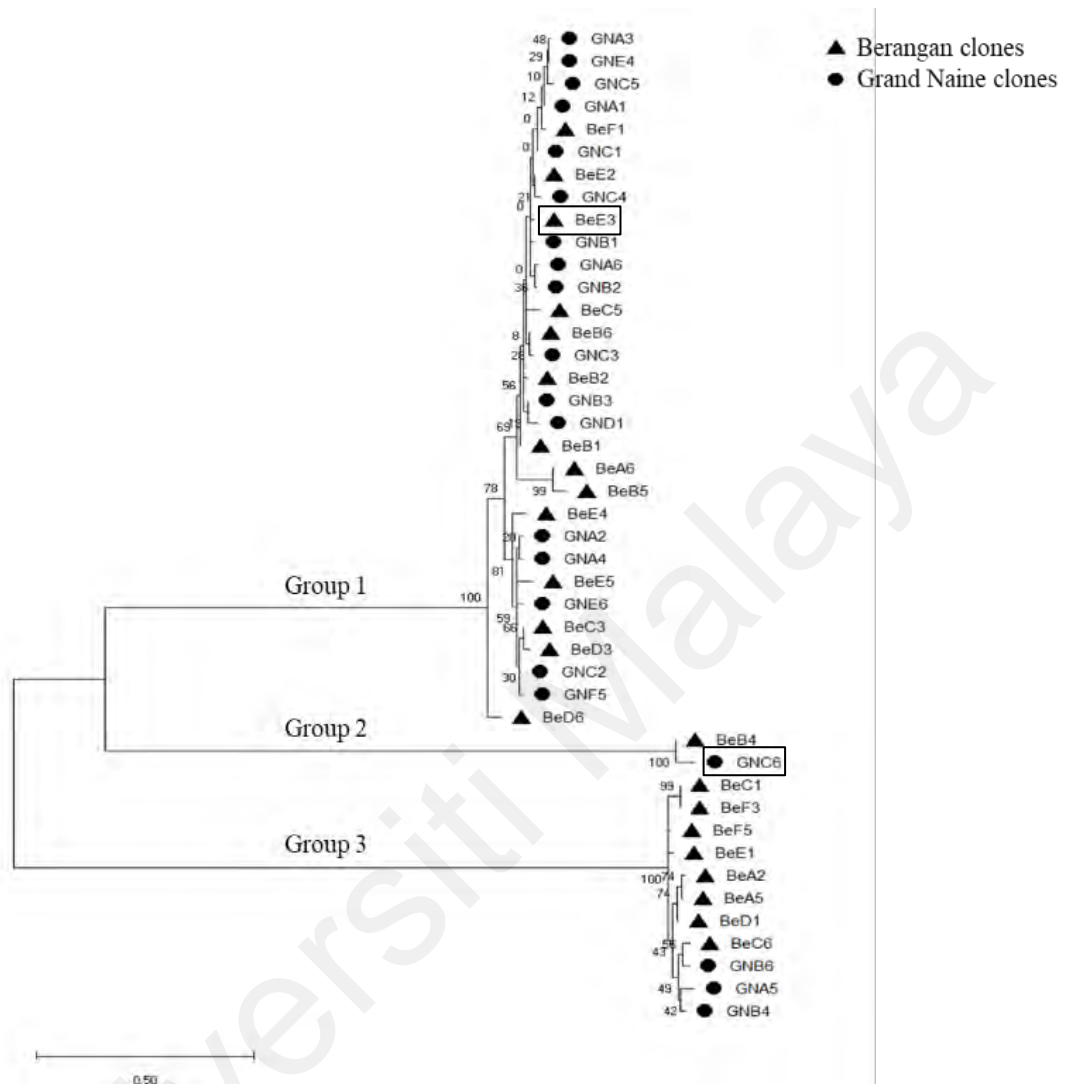 Berangan clones
Grand Naine clones
48 GNA3
29 GNE4
10 GNC5
12 GNA1
0 BeF1
0 GNC1
BeE2
21 GNC4
0 BeE3
GNB1
0 GNA6
36 GNB2
BeC5
8 BeB6
GNC3
56 BeB2
GNB3
GND1
69 BeB1
BeA6
78 99 BeB5
BeE4
GNA2
GNA4
81 BeE5
Group 1
100 GNE6
59
66 BeC3
BeD3
GNC2
30 GNF5
BeD6
Group 2
BeB4
100 GNC6
99 BeC1
BeF3
BeF5
Group 3
BeE1
100 74 BeA2
74 BeA5
BeD1
BeC6
43 GNB6
49 GNA5
42 GNB4
0.50
versiti Malaya